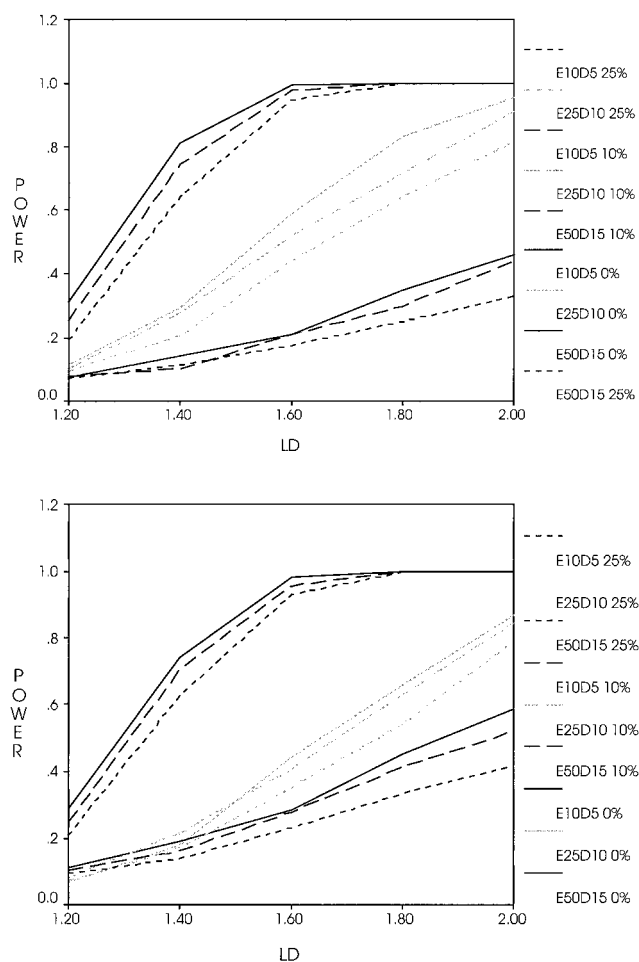 1.2
1.0
.8
.6
.4
.2
0.0
POWER
1.20
1.40
1.60
1.80
2.00
LD
E10D5 25%
E25D10 25%
E10D5 10%
E25D10 10%
E50D15 10%
E10D5 0%
E25D10 0%
E50D15 0%
E50D15 25%
1.2
1.0
.8
.6
.4
.2
0.0
POWER
1.20
1.40
1.60
1.80
2.00
LD
E10D5 25%
E25D10 25%
E50D15 25%
E10D5 10%
E25D10 10%
E50D15 10%
E10D5 0%
E25D10 0%
E50D15 0%